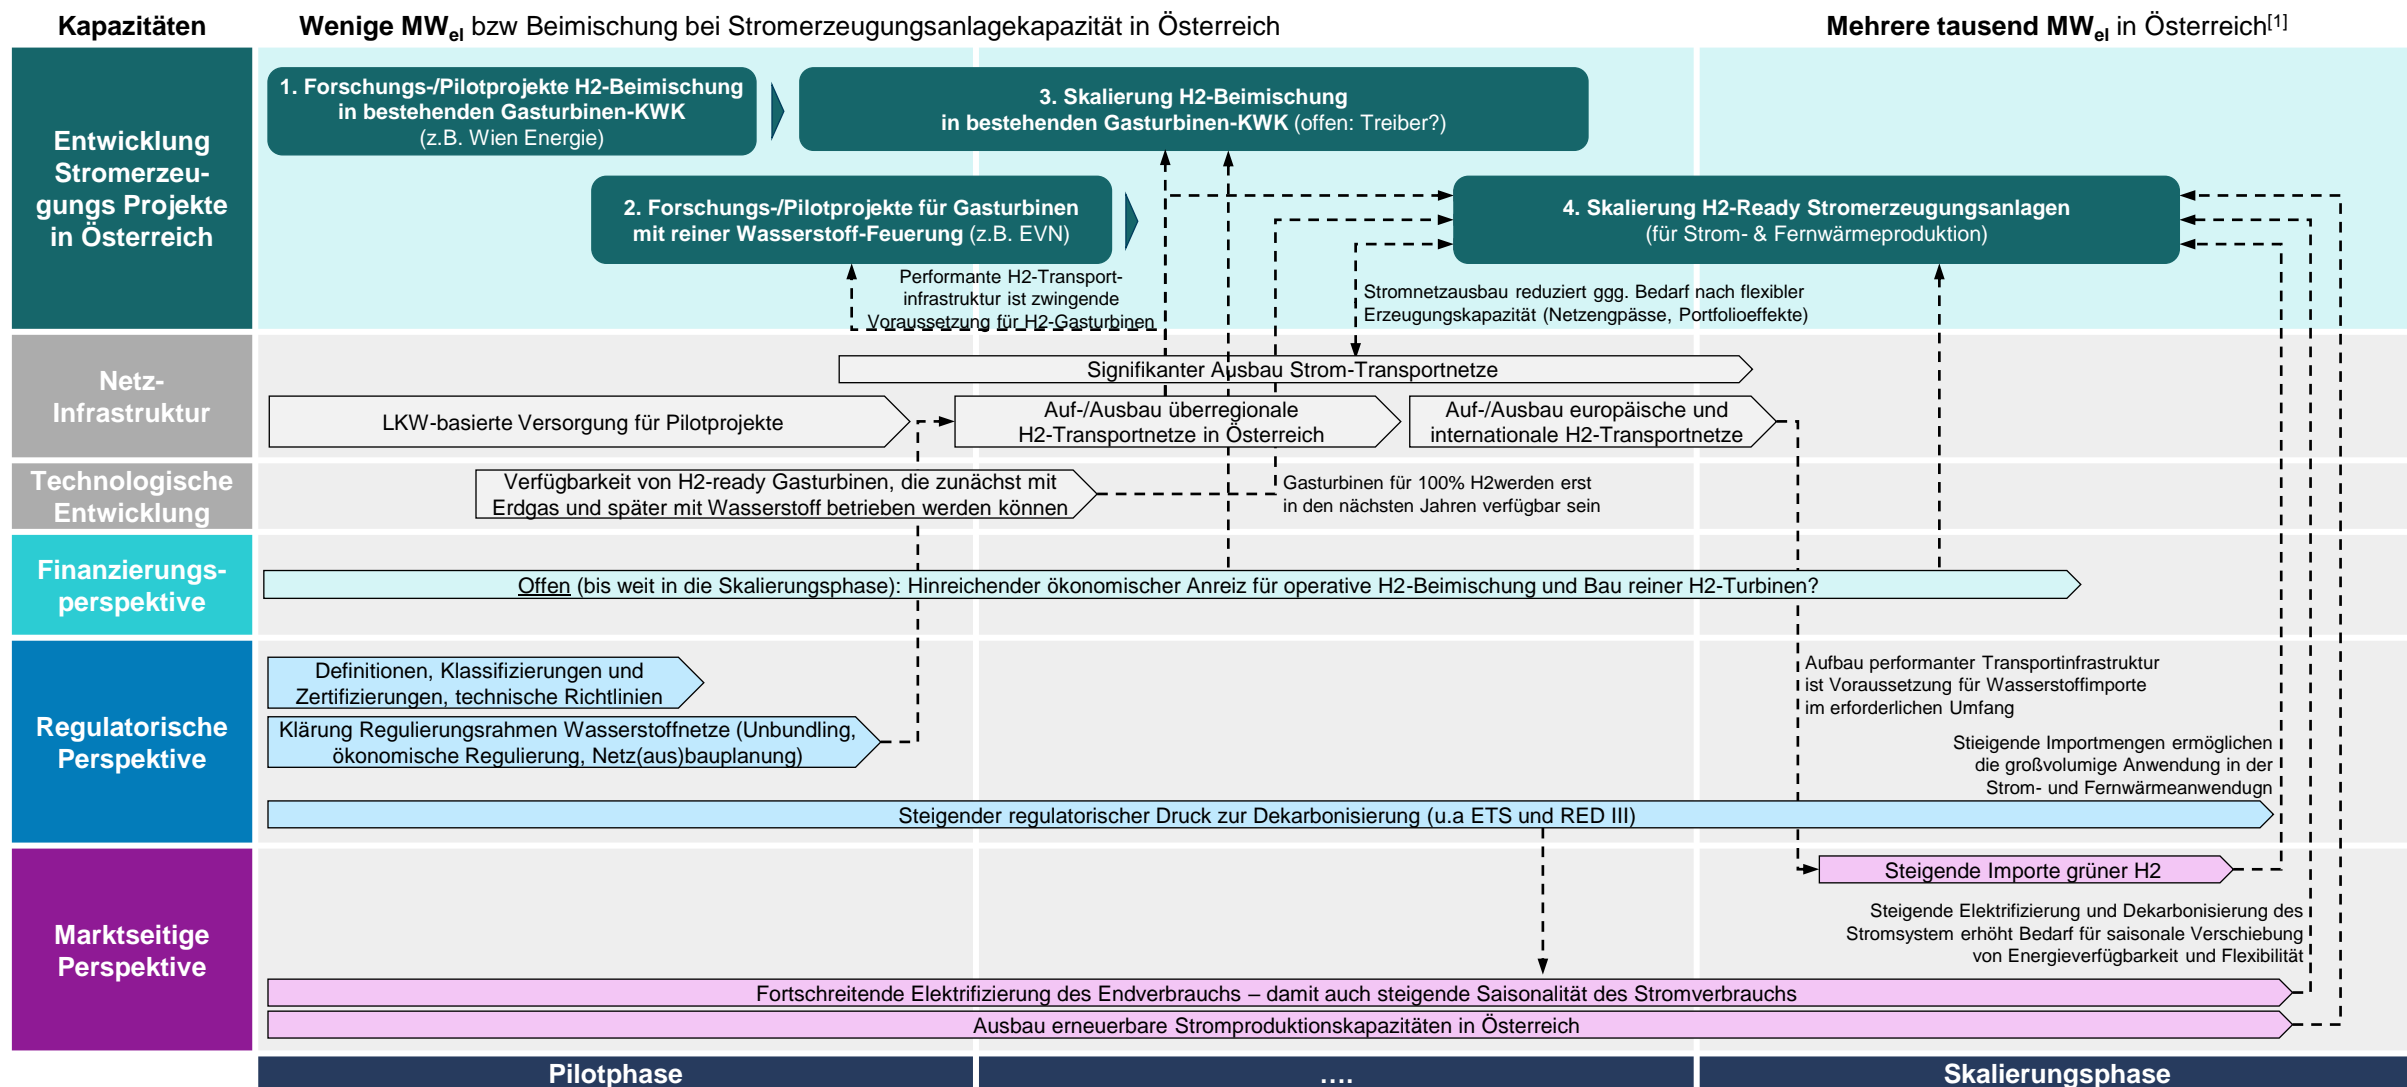 Kapazitäten
Wenige MWel bzw Beimischung bei Stromerzeugungsanlagekapazität in Österreich
Mehrere tausend MWel in Österreich[1]
Entwicklung
Stromerzeu-
gungs Projekte
in Österreich
1. Forschungs-/Pilotprojekte H2-Beimischung
in bestehenden Gasturbinen-KWK
(z.B. Wien Energie)
3. Skalierung H2-Beimischung
in bestehenden Gasturbinen-KWK (offen: Treiber?)
2. Forschungs-/Pilotprojekte für Gasturbinen
mit reiner Wasserstoff-Feuerung (z.B. EVN)
4. Skalierung H2-Ready Stromerzeugungsanlagen
(für Strom- & Fernwärmeproduktion)
Performante H2-Transport-
infrastruktur ist zwingende
Voraussetzung für H2-Gasturbinen
Stromnetzausbau reduziert ggg. Bedarf nach flexibler
Erzeugungskapazität (Netzengpässe, Portfolioeffekte)
Netz-
Infrastruktur
Signifikanter Ausbau Strom-Transportnetze
LKW-basierte Versorgung für Pilotprojekte
Auf-/Ausbau überregionale
H2-Transportnetze in Österreich
Auf-/Ausbau europäische und
internationale H2-Transportnetze
Technologische
Entwicklung
Verfügbarkeit von H2-ready Gasturbinen, die zunächst mit
Erdgas und später mit Wasserstoff betrieben werden können
Gasturbinen für 100% H2werden erst
in den nächsten Jahren verfügbar sein
Finanzierungs-
perspektive
Offen (bis weit in die Skalierungsphase): Hinreichender ökonomischer Anreiz für operative H2-Beimischung und Bau reiner H2-Turbinen?
Regulatorische
Perspektive
Definitionen, Klassifizierungen und
Zertifizierungen, technische Richtlinien
Klärung Regulierungsrahmen Wasserstoffnetze (Unbundling,
ökonomische Regulierung, Netz(aus)bauplanung)
Aufbau performanter Transportinfrastruktur
ist Voraussetzung für Wasserstoffimporte
im erforderlichen Umfang
Stieigende Importmengen ermöglichen
die großvolumige Anwendung in der
Strom- und Fernwärmeanwendugn
Steigender regulatorischer Druck zur Dekarbonisierung (u.a ETS und RED III)
Marktseitige
Perspektive
Steigende Importe grüner H2
Steigende Elektrifizierung und Dekarbonisierung des
Stromsystem erhöht Bedarf für saisonale Verschiebung
von Energieverfügbarkeit und Flexibilität
Fortschreitende Elektrifizierung des Endverbrauchs – damit auch steigende Saisonalität des Stromverbrauchs
Ausbau erneuerbare Stromproduktionskapazitäten in Österreich
Pilotphase
....
Skalierungsphase